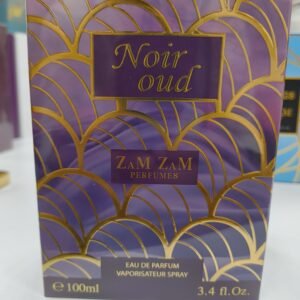 Noir
oud
ZAM ZAM
PERFUMES
EAU DE PARFUM
VAPORISATEUR SPRAY
℮ 100ml
3.4 fl.Oz.